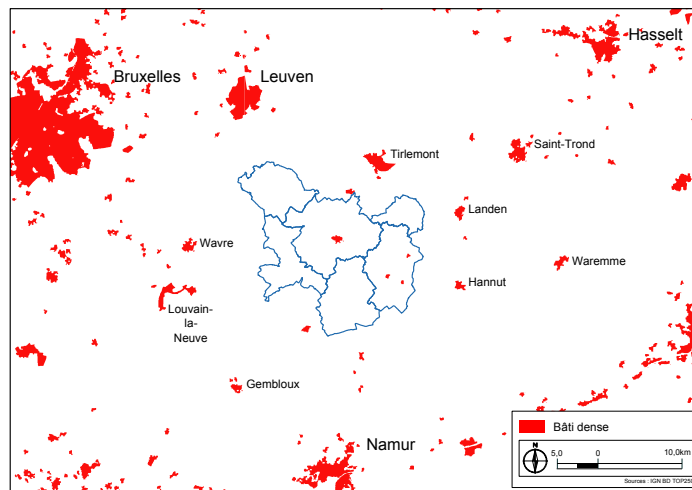 Hasselt
Bruxelles
Leuven
Saint-Trond
Tirlemont
Landen
Wavre
Waremme
Hannut
Louvain-
la-
Neuve
Gembloux
Namur
Bâti dense
N
5,0 0 10,0km
Sources : IGN BD TOP250